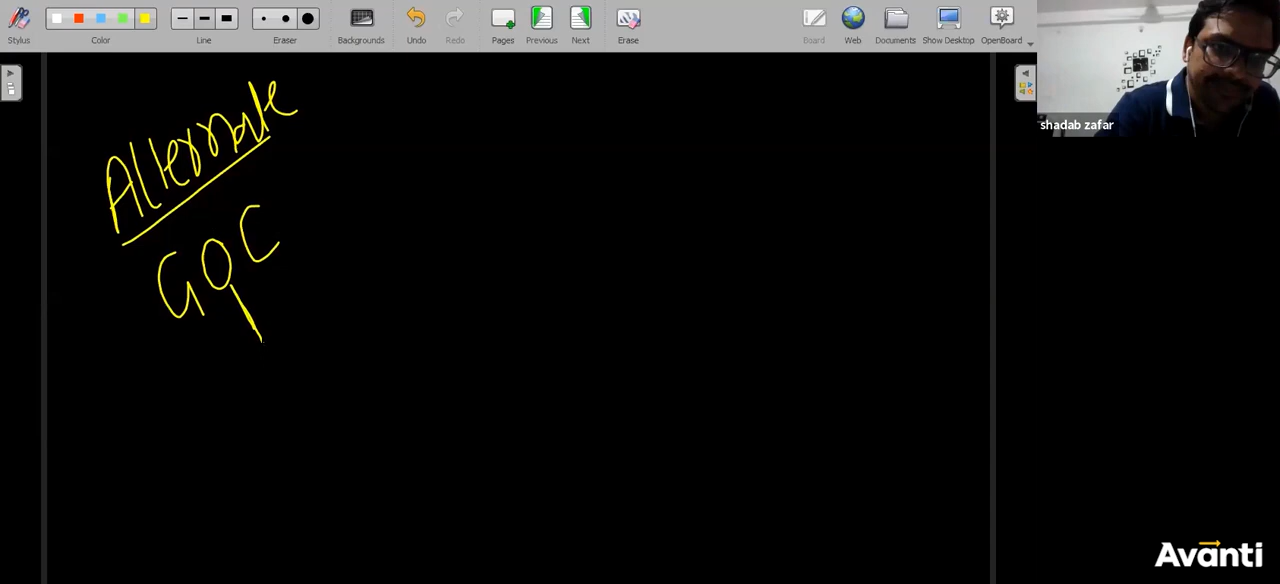 Stylus
Color
Line
Eraser
Backgrounds
Undo
Redo
Pages
Previous
Next
Erase
Board
Web
Documents
Show Desktop
OpenBoard
shadab zafar
Alternate
GOC
Avanti